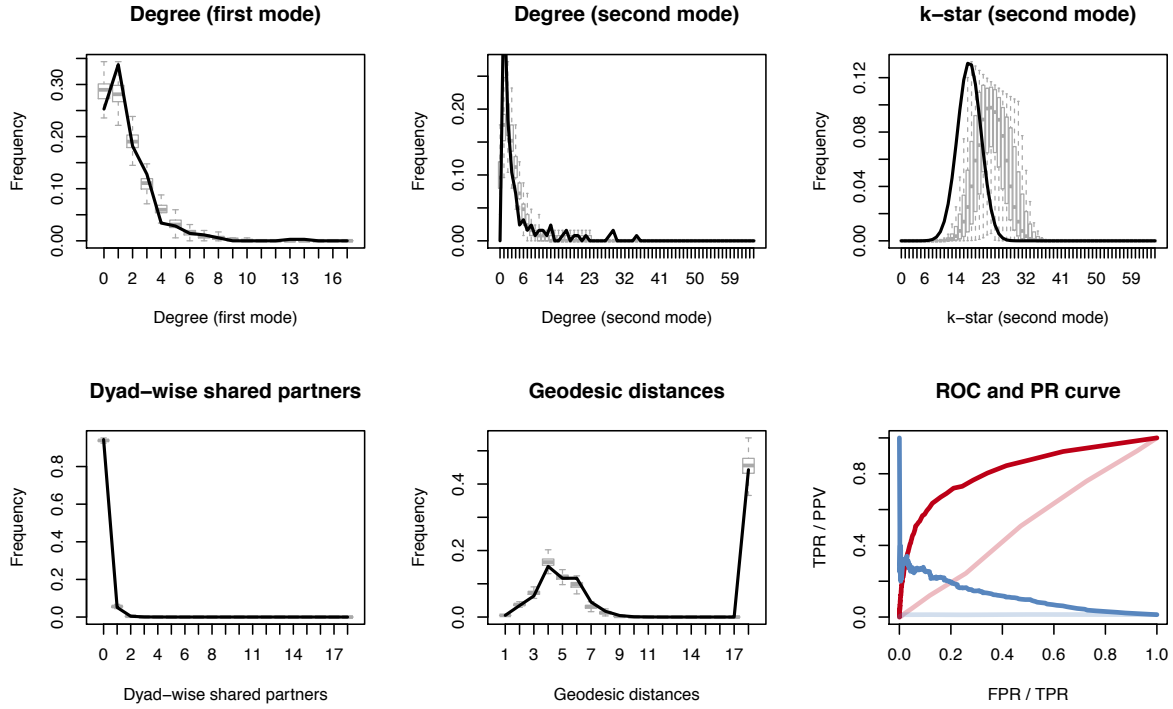 Degree (first mode)
Frequency
0.00
0.10
0.20
0.30
0 2 4 6 8 10 13 16
Degree (first mode)
Degree (second mode)
Frequency
0.00
0.10
0.20
0 6 14 23 32 41 50 59
Degree (second mode)
k−star (second mode)
Frequency
0.00
0.04
0.08
0.12
0 6 14 23 32 41 50 59
k−star (second mode)
Dyad−wise shared partners
Frequency
0.0
0.2
0.4
0.6
0.8
0 2 4 6 8 11 14 17
Dyad−wise shared partners
Geodesic distances
Frequency
0.0
0.2
0.4
1 3 5 7 9 11 14 17
Geodesic distances
ROC and PR curve
TPR / PPV
0.0
0.4
0.8
0.0 0.2 0.4 0.6 0.8 1.0
FPR / TPR